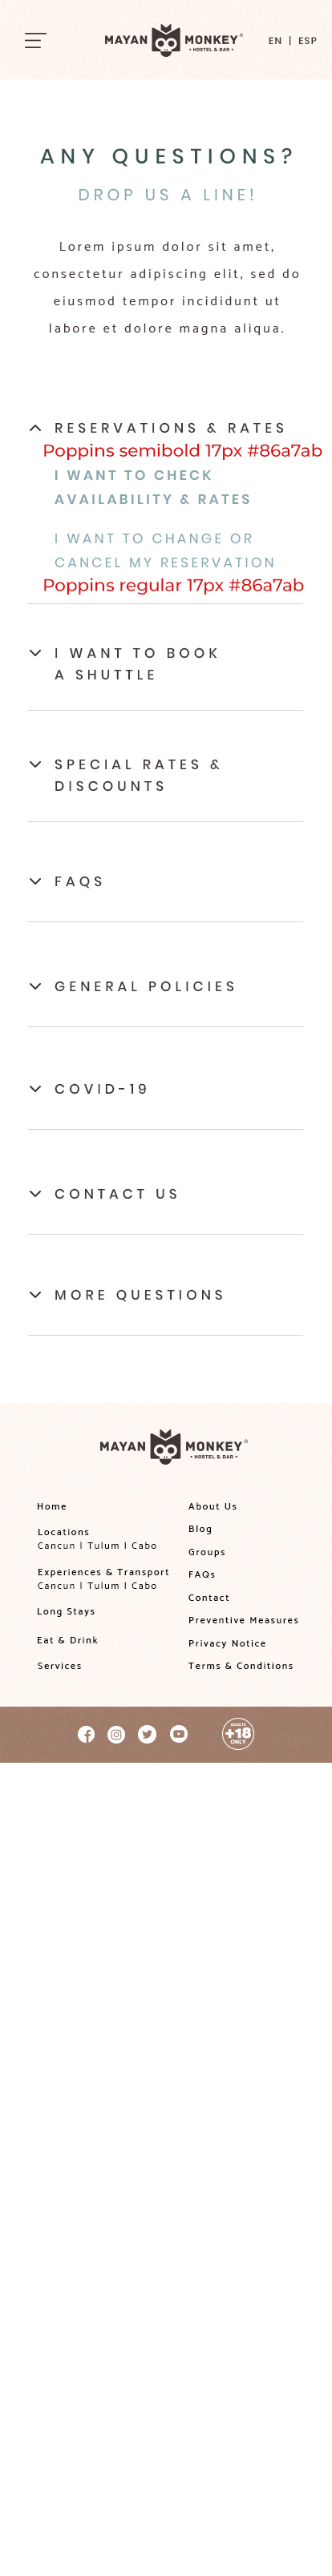 MAYAN MONKEY®
• HOSTEL & BAR •
EN | ESP
ANY QUESTIONS?
DROP US A LINE!
Lorem ipsum dolor sit amet,
consectetur adipiscing elit, sed do
eiusmod tempor incididunt ut
labore et dolore magna aliqua.
RESERVATIONS & RATES
Poppins semibold 17px #86a7ab
I WANT TO CHECK
AVAILABILITY & RATES
I WANT TO CHANGE OR
CANCEL MY RESERVATION
Poppins regular 17px #86a7ab
I WANT TO BOOK
A SHUTTLE
SPECIAL RATES &
DISCOUNTS
FAQS
GENERAL POLICIES
COVID-19
CONTACT US
MORE QUESTIONS
MAYAN MONKEY®
• HOSTEL & BAR •
Home
Locations
Cancun | Tulum | Cabo
Experiences & Transport
Cancun | Tulum | Cabo
Long Stays
Eat & Drink
Services
About Us
Blog
Groups
FAQs
Contact
Preventive Measures
Privacy Notice
Terms & Conditions
ADULTS
+18
ONLY